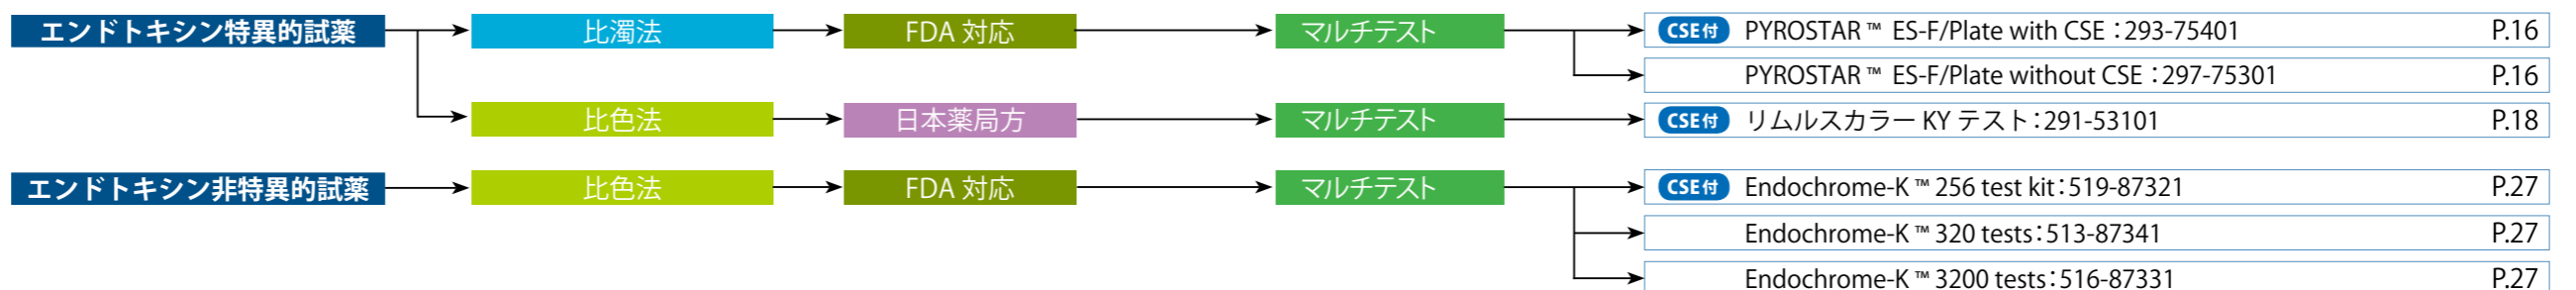 エンドトキシン特異的試薬 比濁法 FDA 対応 マルチテスト CSE付 PYROSTAR™ ES-F/Plate with CSE：293-75401 P.16
PYROSTAR™ ES-F/Plate without CSE：297-75301 P.16
比色法 日本薬局方 マルチテスト CSE付 リムルスカラー KY テスト：291-53101 P.18
エンドトキシン非特異的試薬 比色法 FDA 対応 マルチテスト CSE付 Endochrome-K™ 256 test kit：519-87321 P.27
Endochrome-K™ 320 tests：513-87341 P.27
Endochrome-K™ 3200 tests：516-87331 P.27